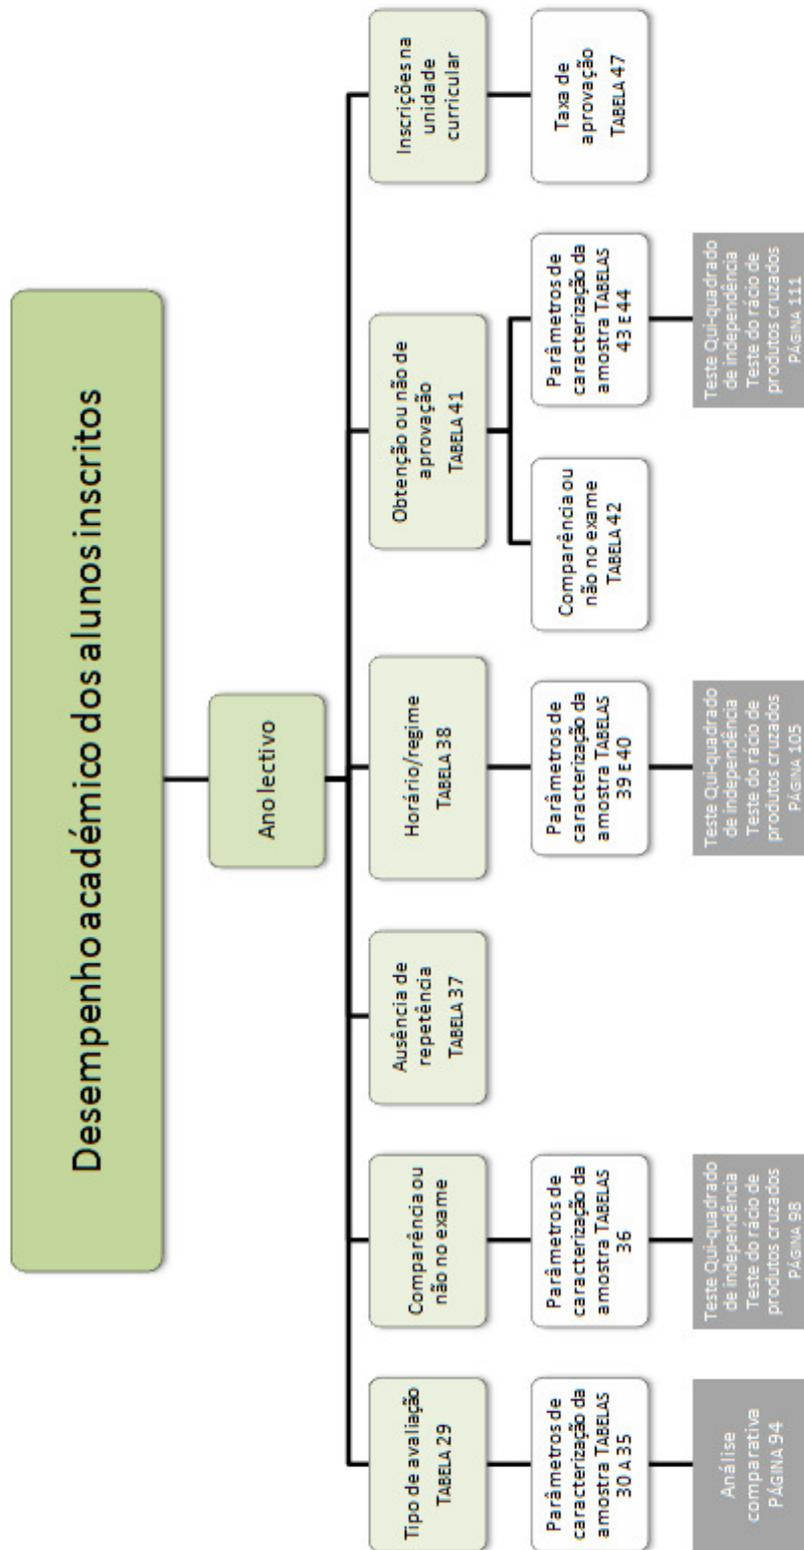 Desempenho académico dos alunos inscritos
Ano lectivo
Tipo de avaliação
TABELA 29
Comparência ou
não no exame
Ausência de
repetência
TABELA 37
Horário/regime
TABELA 38
Obtenção ou não de
aprovação
TABELA 41
Inscrições na
unidade
curricular
Parâmetros de
caracterização da
amostra TABELAS
30 A 35
Parâmetros de
caracterização da
amostra TABELAS
36
Parâmetros de
caracterização da
amostra TABELAS
39 E 40
Comparência ou
não no exame
TABELA 42
Parâmetros de
caracterização da
amostra TABELAS
43 E 44
Taxa de
aprovação
TABELA 47
Análise
comparativa
PÁGINA 94
Teste Qui-quadrado
de independência
Teste do rácio de
produtos cruzados
PÁGINA 98
Teste Qui-quadrado
de independência
Teste do rácio de
produtos cruzados
PÁGINA 105
Teste Qui-quadrado
de independência
Teste do rácio de
produtos cruzados
PÁGINA 111